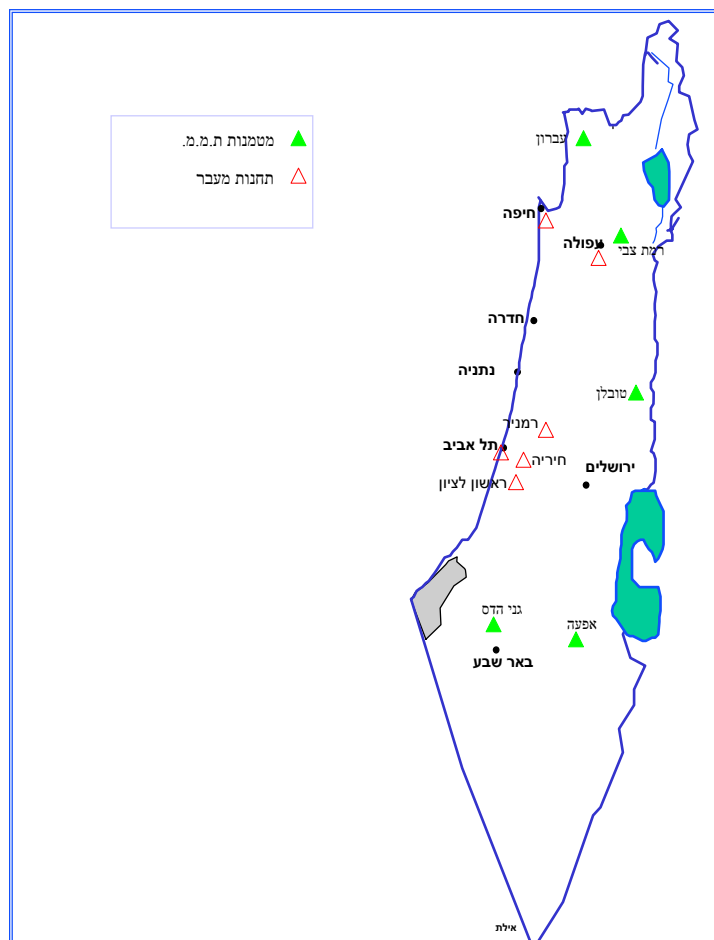 מטמנות ת.מ.מ.
תחנות מעבר
עברון
חיפה
עפולה
רמת צבי
חדרה
נתניה
טובלן
רמניר
תל אביב
חיריה
ירושלים
ראשון לציון
גני הדס
אפעה
באר שבע
אילת